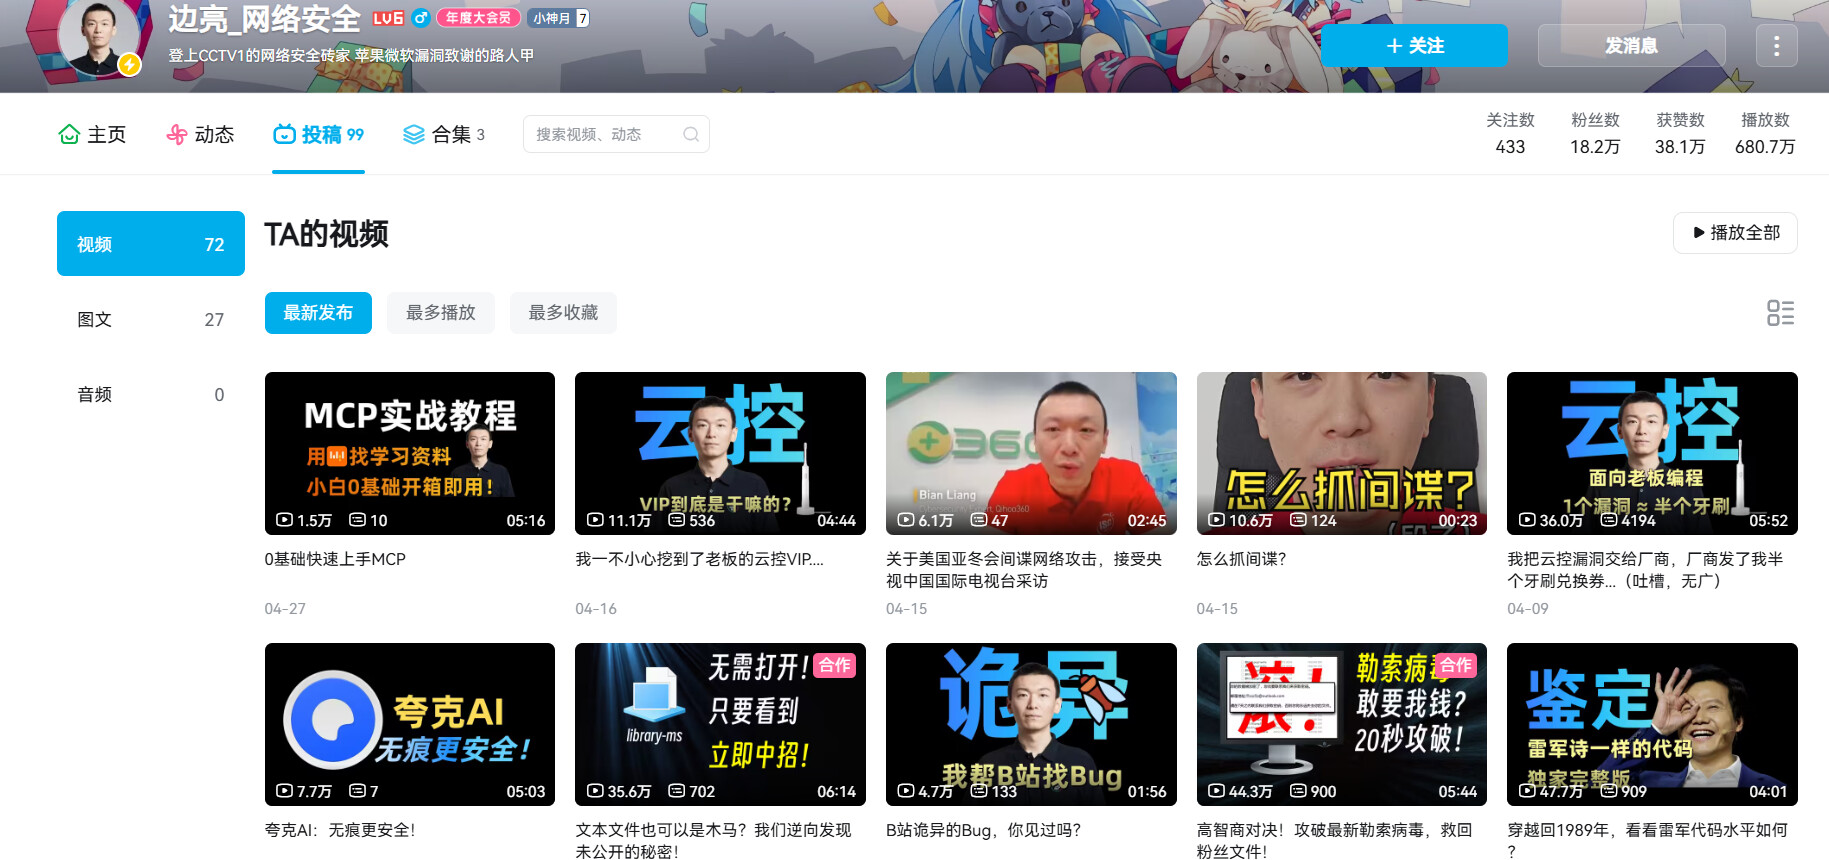 边亮_网络安全 LV6 年度大会员 小神月 7
登上CCTV1的网络安全砖家 苹果微软漏洞致谢的路人甲
关注
发消息
主页 动态 投稿 99 合集 3
搜索视频、动态
关注数 粉丝数 获赞数 播放数
433 18.2万 38.1万 680.7万
视频 72
图文 27
音频 0
TA的视频
播放全部
最新发布 最多播放 最多收藏
MCP实战教程
用 找学习资料
小白0基础开箱即用!
1.5万 10 05:16
0基础快速上手MCP
04-27
云控
VIP到底是干嘛的?
11.1万 536 04:44
我一不小心挖到了老板的云控VIP....
04-16
360
Bian Liang
6.1万 47 02:45
关于美国亚冬会间谍网络攻击，接受央
视中国国际电视台采访
04-15
怎么抓间谍?
10.6万 124 00:23
怎么抓间谍?
04-15
云控
面向老板编程
1个漏洞 ≈ 半个牙刷
36.0万 4194 05:52
我把云控漏洞交给厂商，厂商发了我半
个牙刷兑换券...（吐槽，无广）
04-09
夸克AI
无痕更安全!
7.7万 7 05:03
夸克AI：无痕更安全!
无需打开!
合作
只要看到
library-ms
立即中招!
35.6万 702 06:14
文本文件也可以是木马？我们逆向发现
未公开的秘密!
诡异
我帮B站找Bug
4.7万 133 01:56
B站诡异的Bug，你见过吗?
滚!
勒索病毒
合作
敢要我钱?
20秒攻破!
44.3万 900 05:44
高智商对决！攻破最新勒索病毒，救回
粉丝文件!
鉴定
雷军诗一样的代码
独家完整版
47.7万 909 04:01
穿越回1989年，看看雷军代码水平如何
?